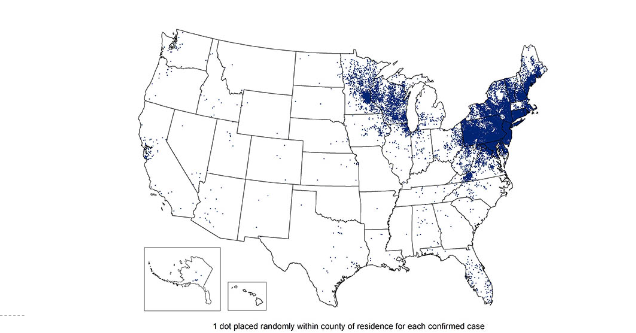 1 dot placed randomly within county of residence for each confirmed case